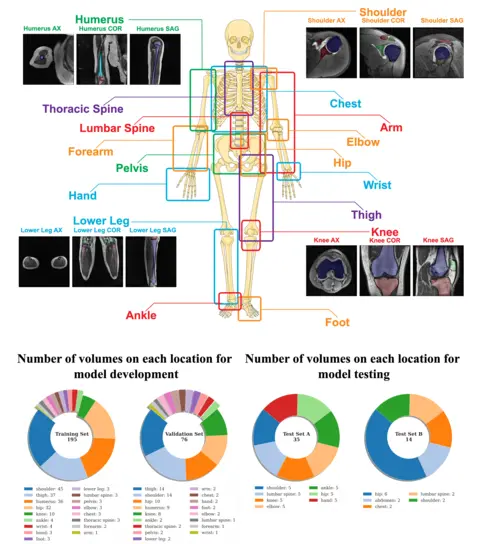 Humerus
Humerus AX Humerus COR Humerus SAG
Shoulder
Shoulder AX Shoulder COR Shoulder SAG
Thoracic Spine
Chest
Lumbar Spine
Arm
Forearm
Elbow
Pelvis
Hip
Hand
Wrist
Thigh
Lower Leg
Lower Leg AX Lower Leg COR Lower Leg SAG
Knee
Knee AX Knee COR Knee SAG
Ankle
Foot
Number of volumes on each location for
model development
Number of volumes on each location for
model testing
Training Set
195
Validation Set
76
Test Set A
35
Test Set B
14
shoulder: 45
thigh: 37
humerus: 36
hip: 32
knee: 10
ankle: 4
wrist: 4
hand: 3
foot: 3
lower leg: 3
lumbar spine: 3
pelvis: 3
elbow: 3
chest: 3
thoracic spine: 3
forearm: 2
arm: 1
thigh: 14
shoulder: 14
hip: 10
humerus: 9
knee: 8
ankle: 2
thoracic spine: 2
pelvis: 2
lower leg: 2
arm: 2
chest: 2
hand: 2
foot: 2
elbow: 2
lumbar spine: 1
forearm: 1
wrist: 1
shoulder: 5
lumbar spine: 5
knee: 5
elbow: 5
ankle: 5
hip: 5
hand: 5
hip: 6
abdomen: 2
shoulder: 2
lumbar spine: 2